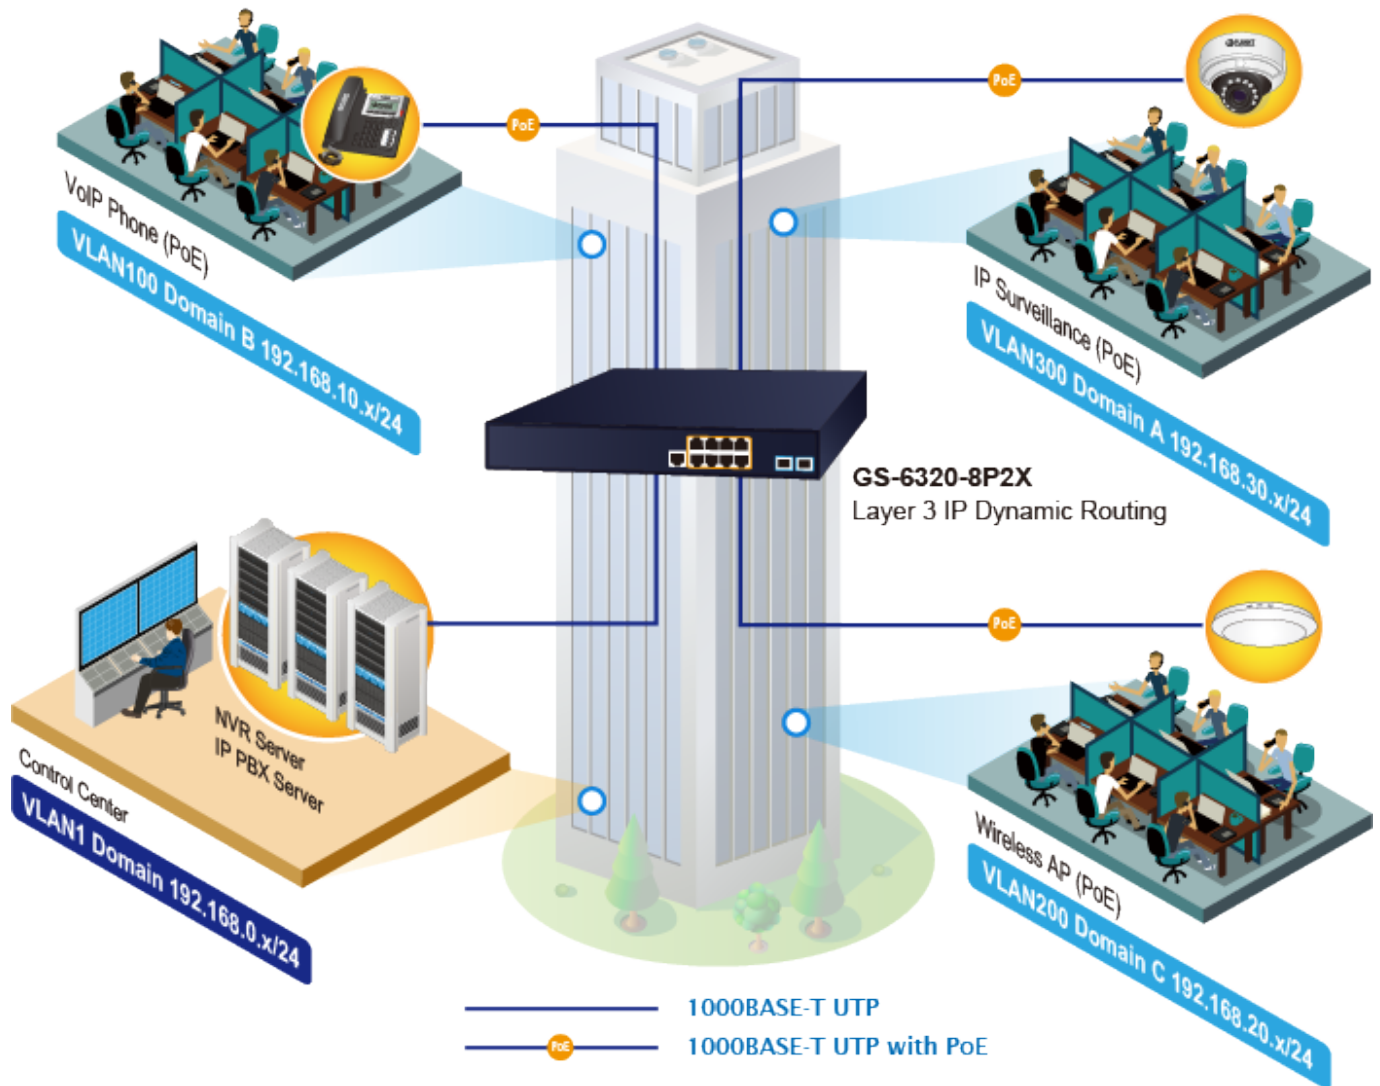 PoE
PoE
VoIP Phone (PoE)
VLAN100 Domain B 192.168.10.x/24
IP Surveillance (PoE)
VLAN300 Domain A 192.168.30.x/24
GS-6320-8P2X
Layer 3 IP Dynamic Routing
PoE
NVR Server
IP PBX Server
Control Center
VLAN1 Domain 192.168.0.x/24
Wireless AP (PoE)
VLAN200 Domain C 192.168.20.x/24
1000BASE-T UTP
PoE
1000BASE-T UTP with PoE